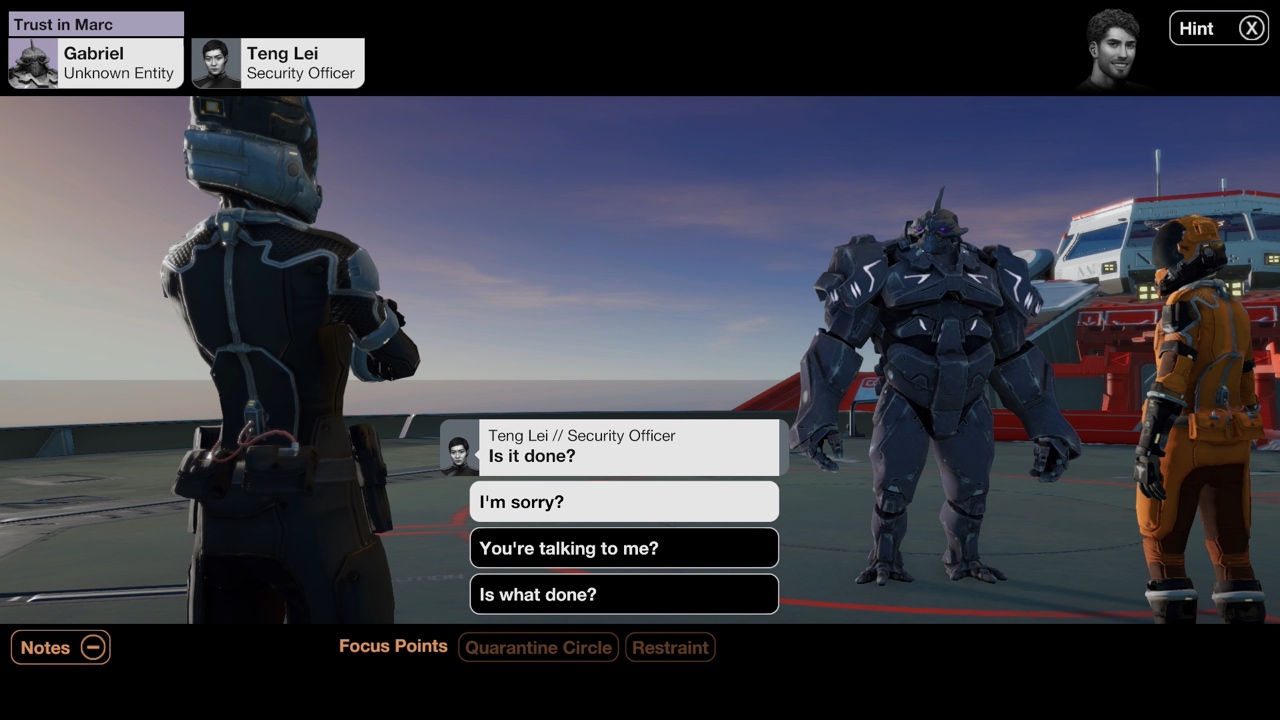 Trust in Marc
Gabriel
Unknown Entity
Teng Lei
Security Officer
Hint
X
Teng Lei // Security Officer
Is it done?
I'm sorry?
You're talking to me?
Is what done?
Notes
Focus Points
Quarantine Circle
Restraint